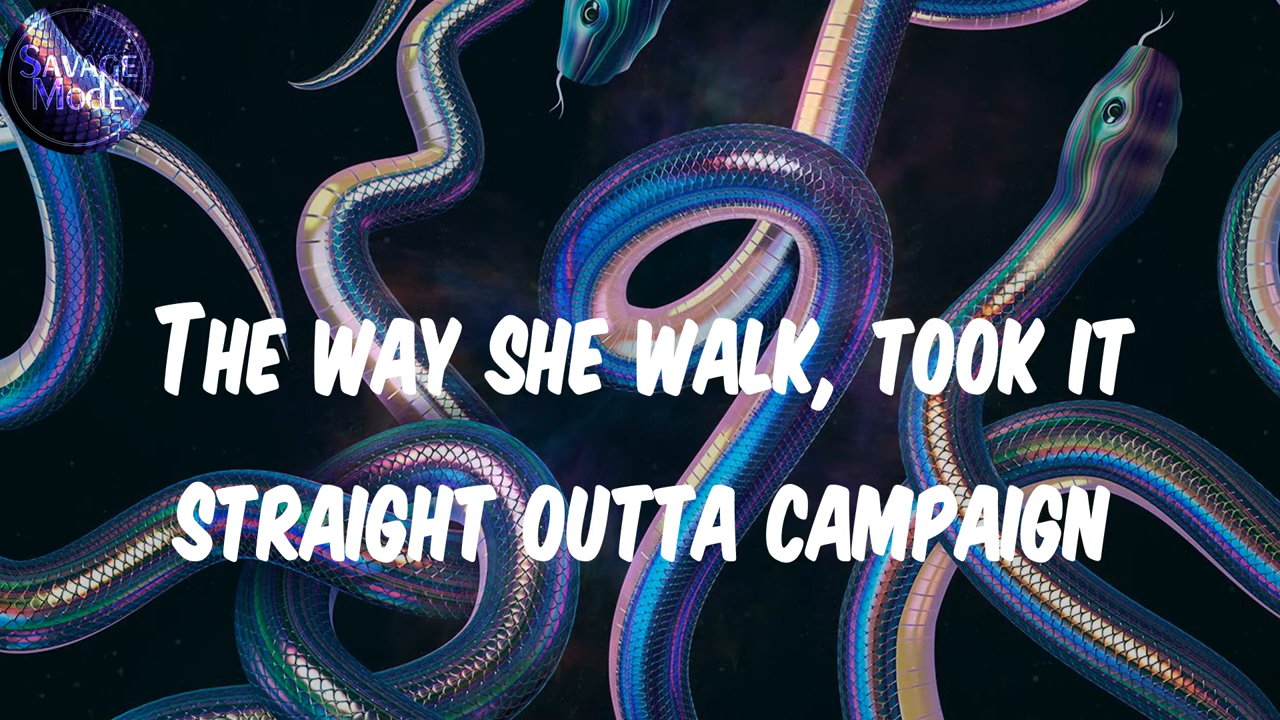 SAVAGE
MODE
THE WAY SHE WALK, TOOK IT
STRAIGHT OUTTA CAMPAIGN